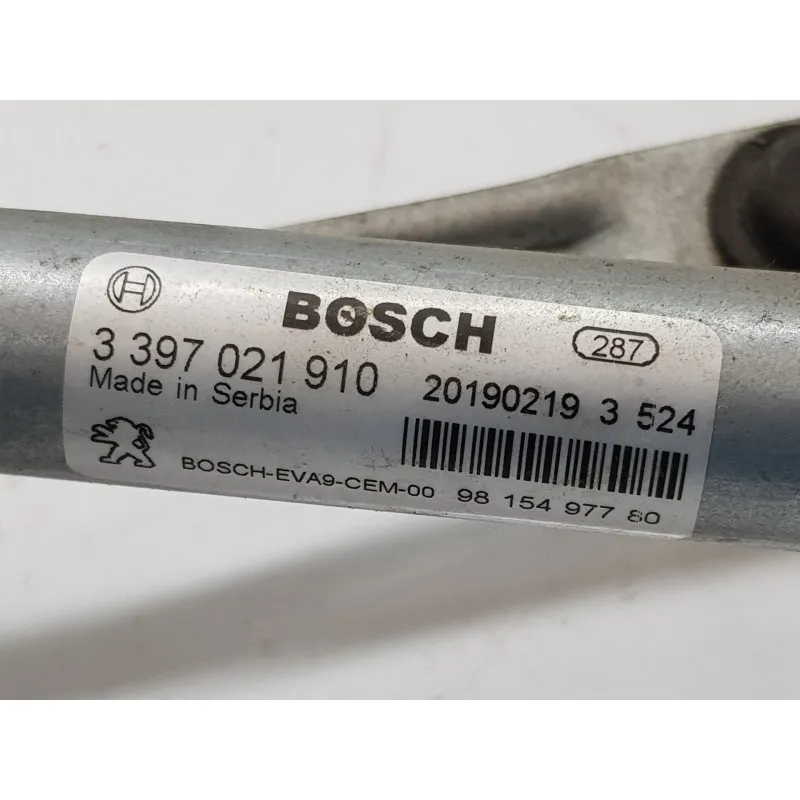 BOSCH
287
3 397 021 910
Made in Serbia
20190219 3 524
BOSCH-EVA9-CEM-00 98 154 977 80